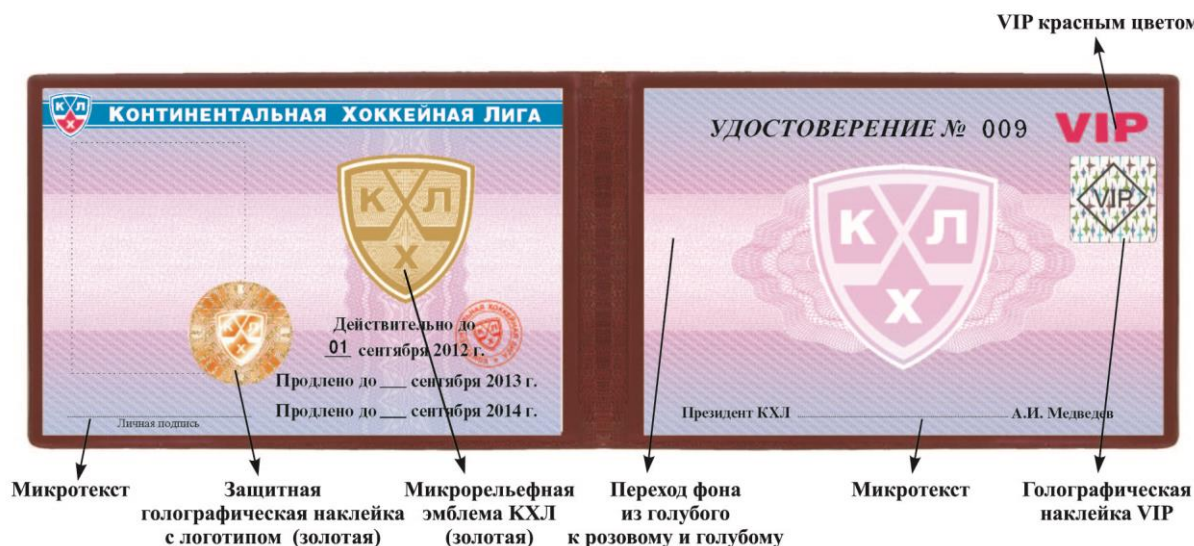 VIP красным цветом
КХЛ
КОНТИНЕНТАЛЬНАЯ ХОККЕЙНАЯ ЛИГА
КХЛ
Действительно до
01 сентября 2012 г.
Продлено до ___ сентября 2013 г.
Продлено до ___ сентября 2014 г.
Личная подпись
УДОСТОВЕРЕНИЕ № 009
VIP
VIP
КХЛ
Президент КХЛ
А.И. Медведев
Микротекст
Защитная
голографическая наклейка
с логотипом (золотая)
Микрорельефная
эмблема КХЛ
(золотая)
Переход фона
из голубого
к розовому и голубому
Микротекст
Голографическая
наклейка VIP